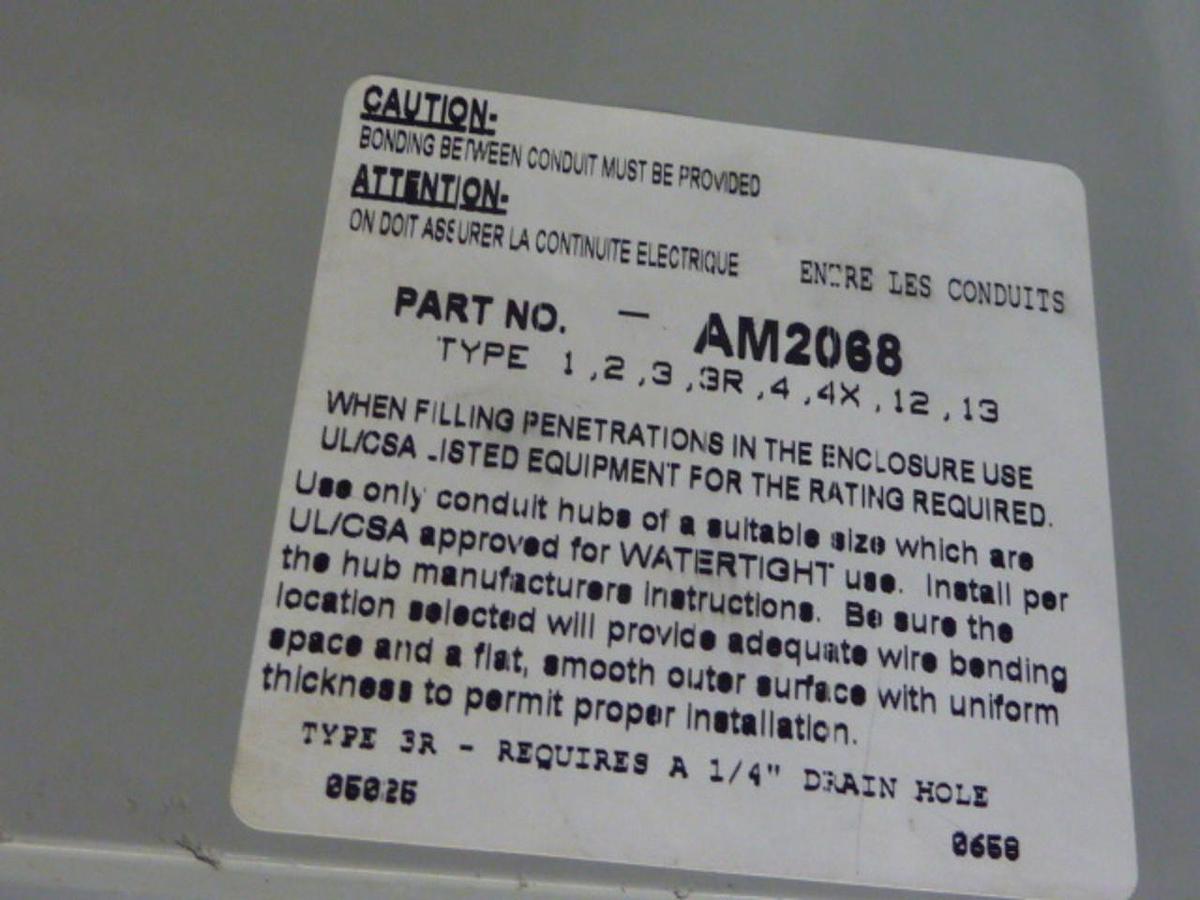 CAUTION-
BONDING BETWEEN CONDUIT MUST BE PROVIDED
ATTENTION-
ON DOIT ASSURER LA CONTINUITE ELECTRIQUE ENTRE LES CONDUITS
PART NO. - AM2068
TYPE 1,2,3,3R,4,4X,12,13
WHEN FILLING PENETRATIONS IN THE ENCLOSURE USE
UL/CSA LISTED EQUIPMENT FOR THE RATING REQUIRED.
Use only conduit hubs of a suitable size which are
UL/CSA approved for WATERTIGHT use. Install per
the hub manufacturers instructions. Be sure the
location selected will provide adequate wire bending
space and a flat, smooth outer surface with uniform
thickness to permit proper installation.
TYPE 3R - REQUIRES A 1/4" DRAIN HOLE